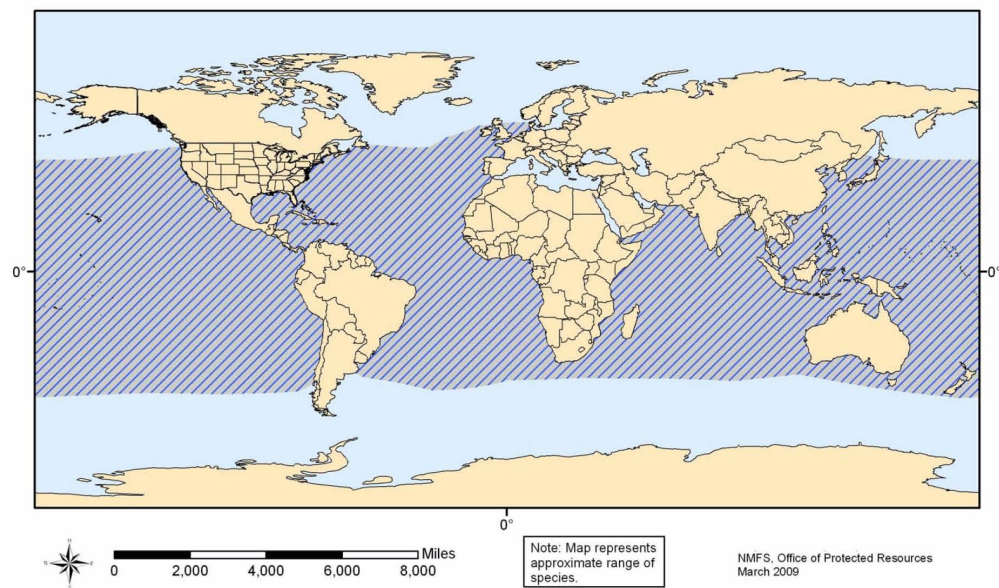 0°
0°
0°
Miles
0
2,000
4,000
6,000
8,000
Note: Map represents
approximate range of
species.
NMFS, Office of Protected Resources
March 2009